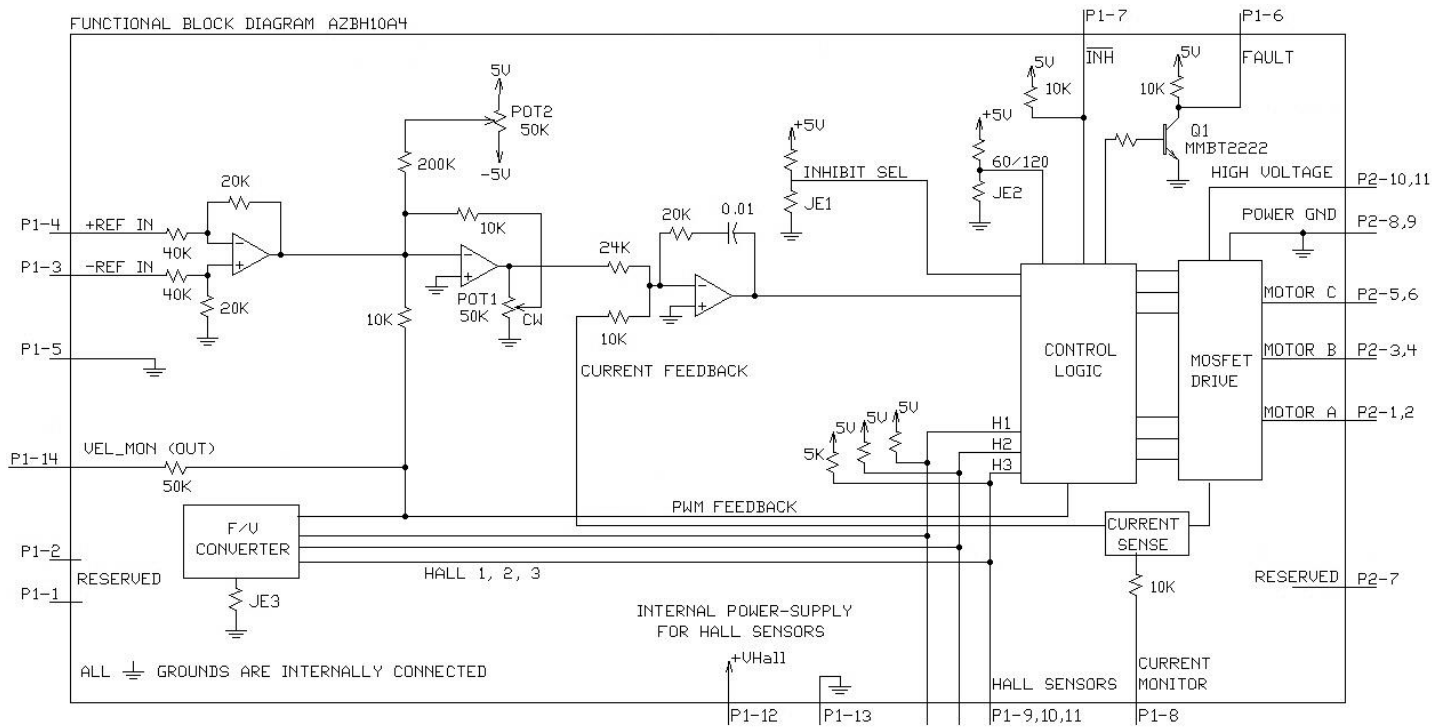 FUNCTIONAL BLOCK DIAGRAM AZBH10A4
P1-7
P1-6
INH
FAULT
5V
10K
5V
10K
Q1
MMBT2222
5V
POT2
50K
-5V
200K
+5V
INHIBIT SEL
JE1
+5V
60/120
JE2
HIGH VOLTAGE
P2-10,11
POWER GND
P2-8,9
20K
P1-4
+REF IN
40K
P1-3
-REF IN
40K
20K
10K
POT1
50K
CW
24K
20K
0.01
10K
10K
CURRENT FEEDBACK
MOTOR C
P2-5,6
MOTOR B
P2-3,4
MOTOR A
P2-1,2
CONTROL
LOGIC
MOSFET
DRIVE
P1-5
5V
5V
5V
5K
H1
H2
H3
VEL_MON (OUT)
P1-14
50K
PWM FEEDBACK
F/V
CONVERTER
CURRENT
SENSE
P1-2
RESERVED
P1-1
JE3
HALL 1, 2, 3
10K
RESERVED
P2-7
INTERNAL POWER-SUPPLY
FOR HALL SENSORS
+VHall
ALL GROUNDS ARE INTERNALLY CONNECTED
HALL SENSORS
CURRENT
MONITOR
P1-12
P1-13
P1-9,10,11
P1-8